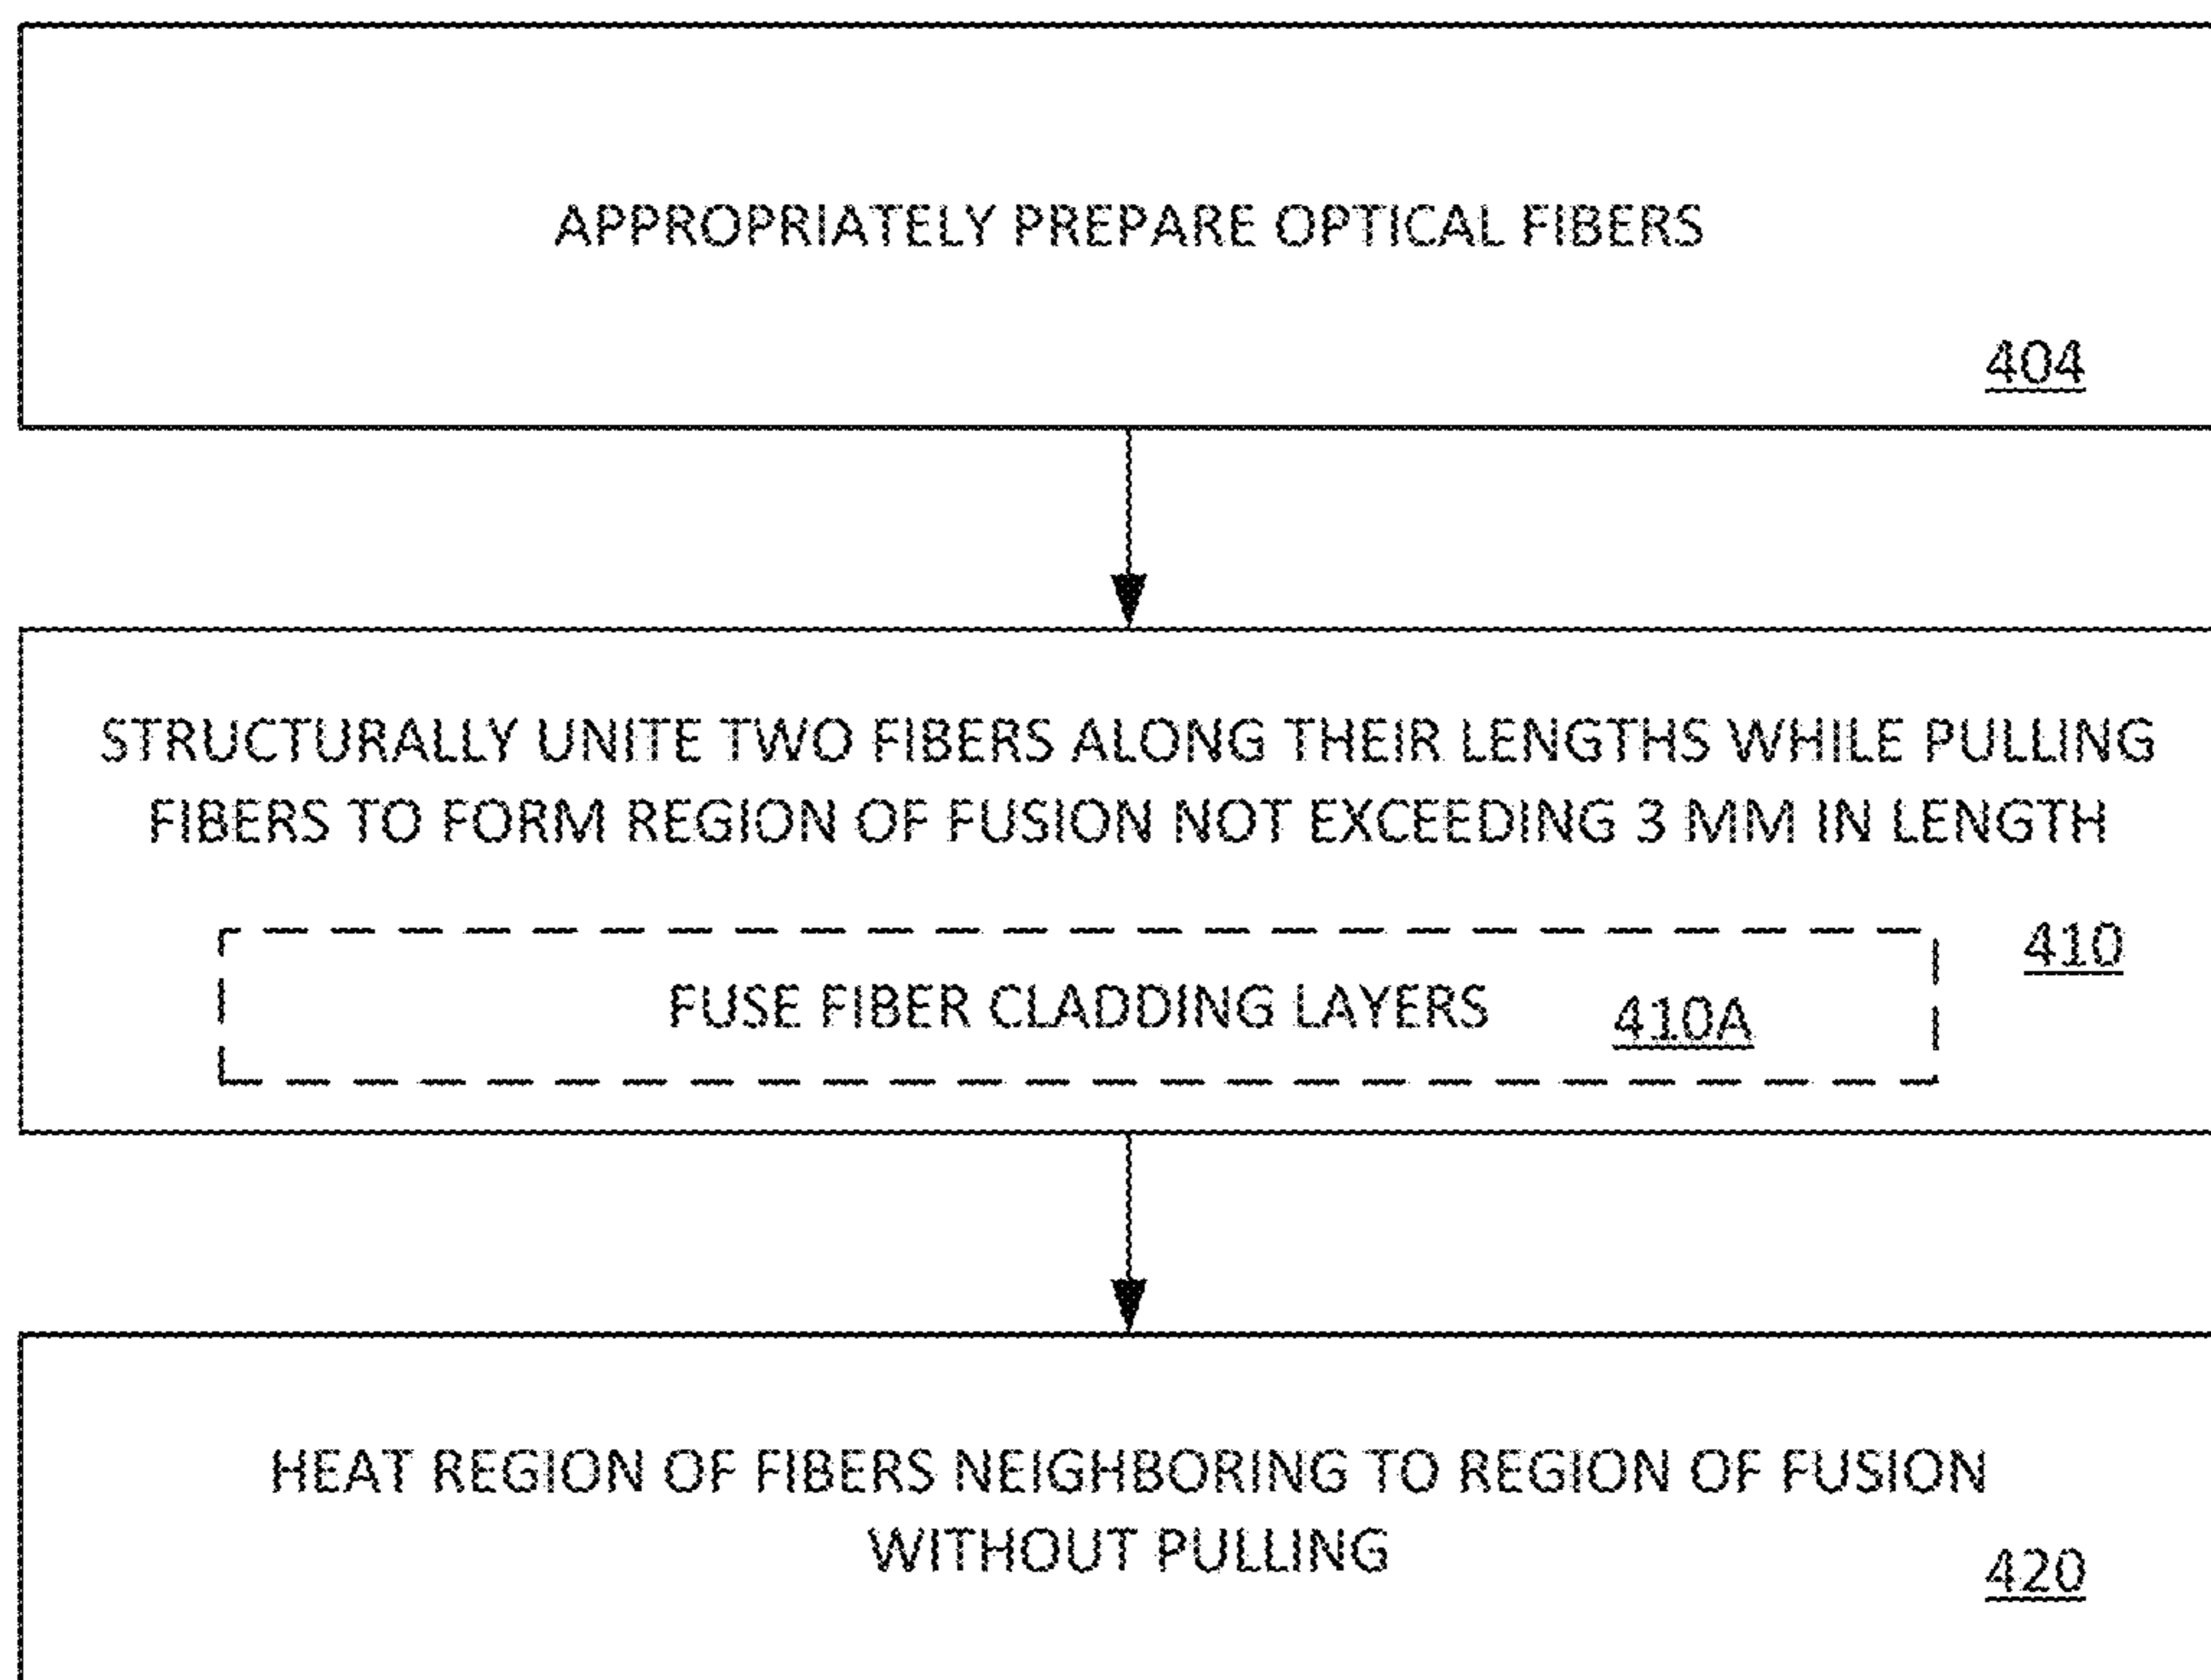 APPROPRIATELY PREPARE OPTICAL FIBERS
404
STRUCTURALLY UNITE TWO FIBERS ALONG THEIR LENGTHS WHILE PULLING
FIBERS TO FORM REGION OF FUSION NOT EXCEEDING 3 MM IN LENGTH
410
FUSE FIBER CLADDING LAYERS 410A
HEAT REGION OF FIBERS NEIGHBORING TO REGION OF FUSION
WITHOUT PULLING
420